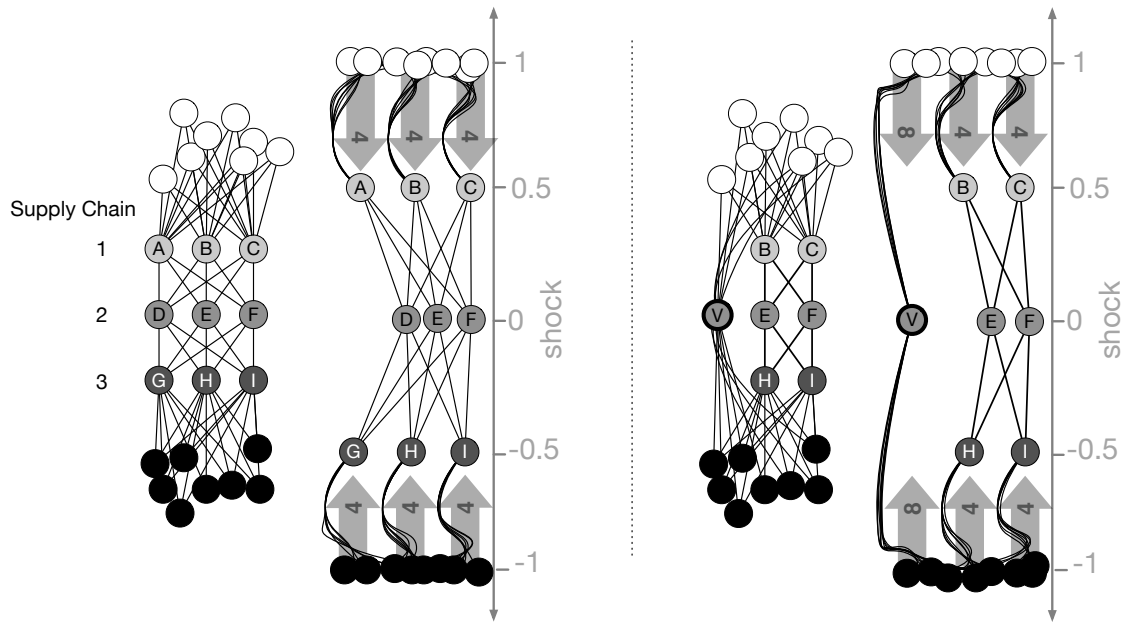 Supply Chain
1
2
3
A B C
D E F
G H I
4 4 4
A B C
D E F
G H I
4 4 4
1
0.5
0
-0.5
-1
shock
B C
V E F
H I
8 4 4
B C
V E F
H I
8 4 4
1
0.5
0
-0.5
-1
shock